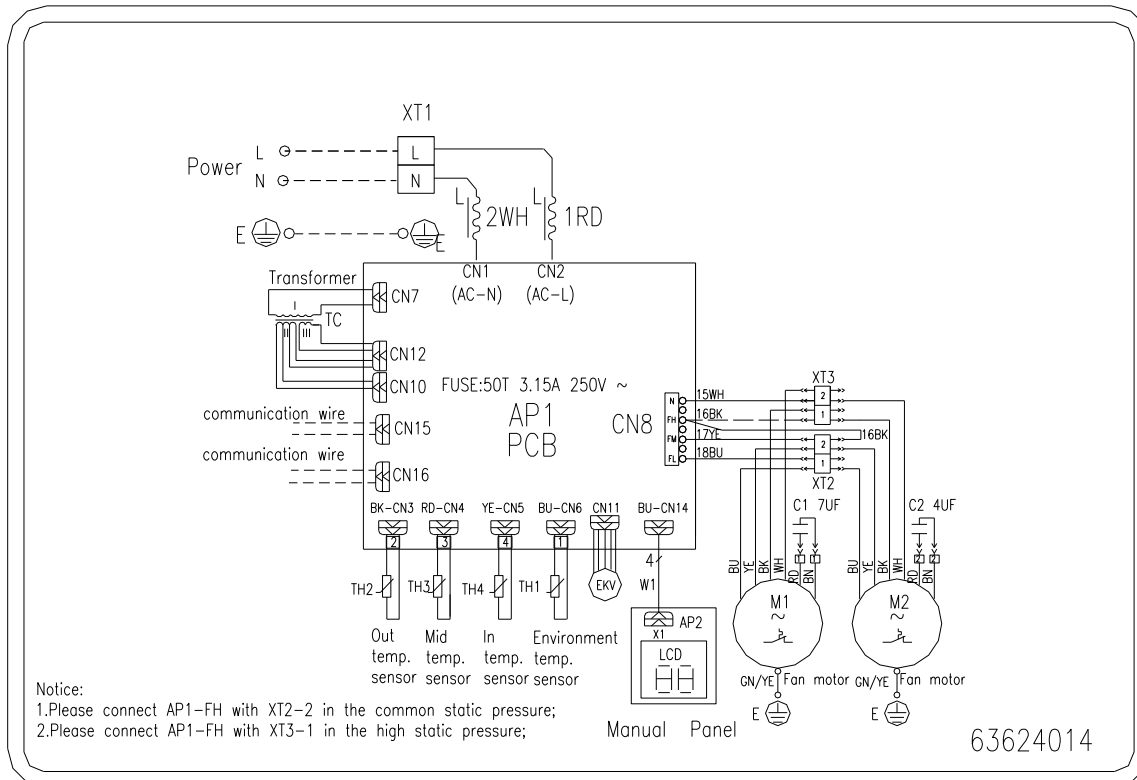 XT1
Power
L
N
L
N
L
2WH
L
1RD
E
E
CN1
(AC-N)
CN2
(AC-L)
Transformer
I
II
III
TC
CN7
CN12
CN10
FUSE:50T 3.15A 250V ~
AP1
PCB
CN8
N
FH
FM
FL
15WH
16BK
17YE
18BU
16BK
XT3
2
1
2
1
XT2
communication wire
CN15
communication wire
CN16
BK-CN3
RD-CN4
YE-CN5
BU-CN6
CN11
BU-CN14
2
3
4
1
4
W1
TH2
TH3
TH4
TH1
EKV
Out
temp.
sensor
Mid
temp.
sensor
In
temp.
sensor
Environment
temp.
sensor
X1
AP2
LCD
88
Manual Panel
C1 7UF
C2 4UF
1
1
2
2
BU
YE
BK
WH
RD
BN
BU
YE
BK
WH
RD
BN
M1
~
M2
~
GN/YE
Fan motor
GN/YE
Fan motor
E
E
Notice:
1.Please connect AP1-FH with XT2-2 in the common static pressure;
2.Please connect AP1-FH with XT3-1 in the high static pressure;
63624014